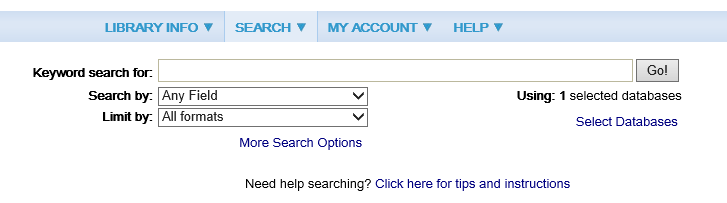 LIBRARY INFO ▼ SEARCH ▼ MY ACCOUNT ▼ HELP ▼
Keyword search for: Go!
Search by: Any Field Using: 1 selected databases
Limit by: All formats Select Databases
More Search Options
Need help searching? Click here for tips and instructions